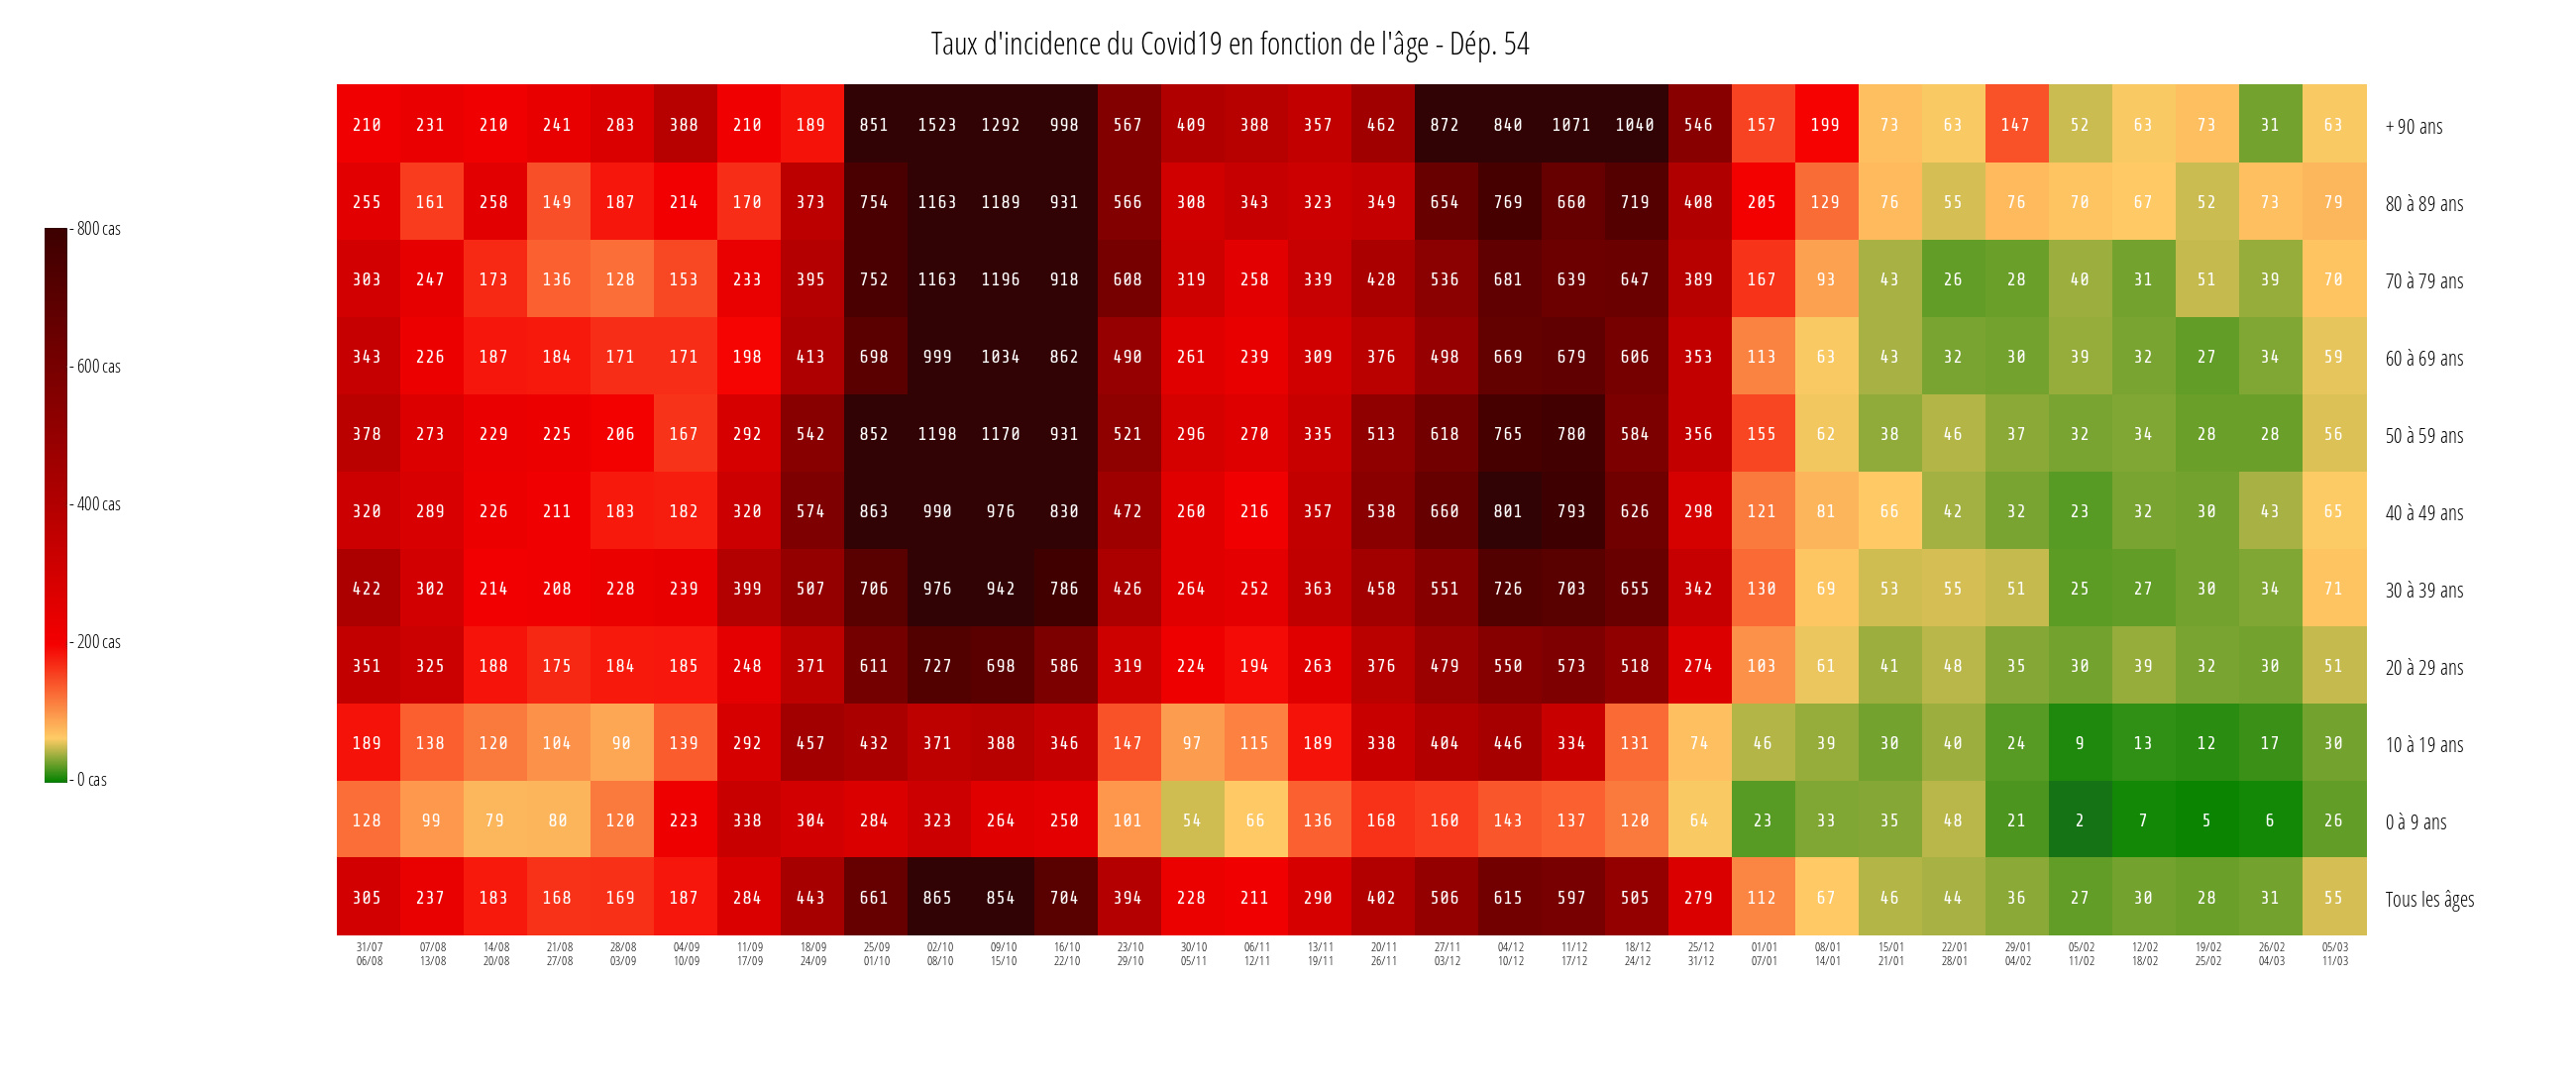 Taux d'incidence du Covid19 en fonction de l'âge - Dép. 54
- 800 cas
- 600 cas
- 400 cas
- 200 cas
- 0 cas
210 231 210 241 283 388 210 189 851 1523 1292 998 567 409 388 357 462 872 840 1071 1040 546 157 199 73 63 147 52 63 73 31 63 + 90 ans
255 161 258 149 187 214 170 373 754 1163 1189 931 566 308 343 323 349 654 769 660 719 408 205 129 76 55 76 70 67 52 73 79 80 à 89 ans
303 247 173 136 128 153 233 395 752 1163 1196 918 608 319 258 339 428 536 681 639 647 389 167 93 43 26 28 40 31 51 39 70 70 à 79 ans
343 226 187 184 171 171 198 413 698 999 1034 862 490 261 239 309 376 498 669 679 606 353 113 63 43 32 30 39 32 27 34 59 60 à 69 ans
378 273 229 225 206 167 292 542 852 1198 1170 931 521 296 270 335 513 618 765 780 584 356 155 62 38 46 37 32 34 28 28 56 50 à 59 ans
320 289 226 211 183 182 320 574 863 990 976 830 472 260 216 357 538 660 801 793 626 298 121 81 66 42 32 23 32 30 43 65 40 à 49 ans
422 302 214 208 228 239 399 507 706 976 942 786 426 264 252 363 458 551 726 703 655 342 130 69 53 55 51 25 27 30 34 71 30 à 39 ans
351 325 188 175 184 185 248 371 611 727 698 586 319 224 194 263 376 479 550 573 518 274 103 61 41 48 35 30 39 32 30 51 20 à 29 ans
189 138 120 104 90 139 292 457 432 371 388 346 147 97 115 189 338 404 446 334 131 74 46 39 30 40 24 9 13 12 17 30 10 à 19 ans
128 99 79 80 120 223 338 304 284 323 264 250 101 54 66 136 168 160 143 137 120 64 23 33 35 48 21 2 7 5 6 26 0 à 9 ans
305 237 183 168 169 187 284 443 661 865 854 704 394 228 211 290 402 506 615 597 505 279 112 67 46 44 36 27 30 28 31 55 Tous les âges
31/07 07/08 14/08 21/08 28/08 04/09 11/09 18/09 25/09 02/10 09/10 16/10 23/10 30/10 06/11 13/11 20/11 27/11 04/12 11/12 18/12 25/12 01/01 08/01 15/01 22/01 29/01 05/02 12/02 19/02 26/02 05/03
06/08 13/08 20/08 27/08 03/09 10/09 17/09 24/09 01/10 08/10 15/10 22/10 29/10 05/11 12/11 19/11 26/11 03/12 10/12 17/12 24/12 31/12 07/01 14/01 21/01 28/01 04/02 11/02 18/02 25/02 04/03 11/03